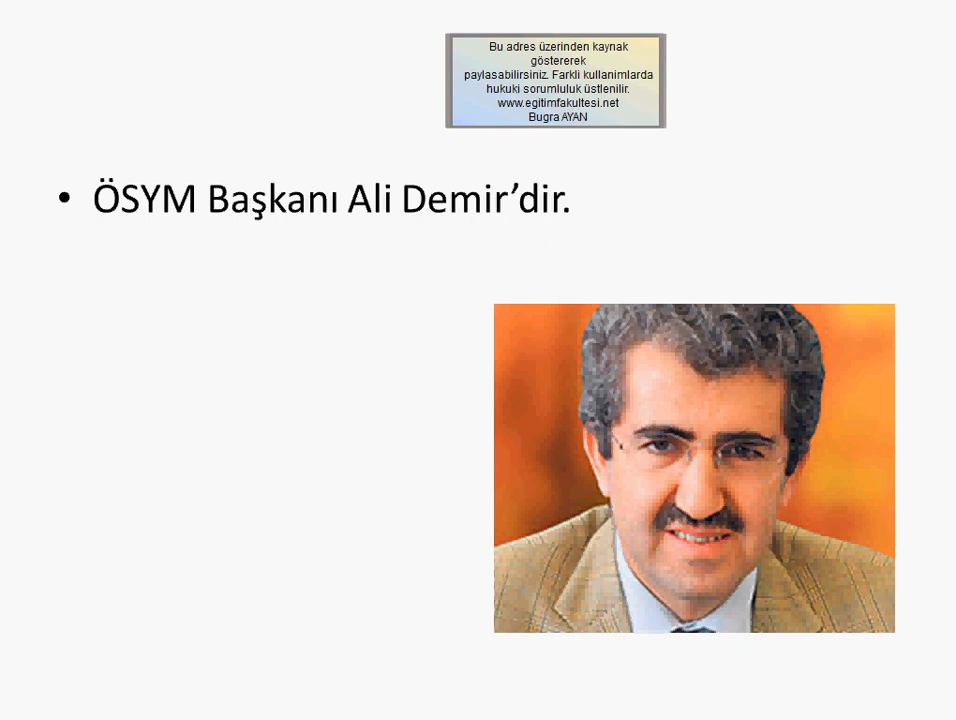 Bu adres üzerinden kaynak
göstererek
paylasabilirsiniz. Farkli kullanimlarda
hukuki sorumluluk üstlenilir.
www.egitimfakultesi.net
Bugra AYAN
• ÖSYM Başkanı Ali Demir’dir.